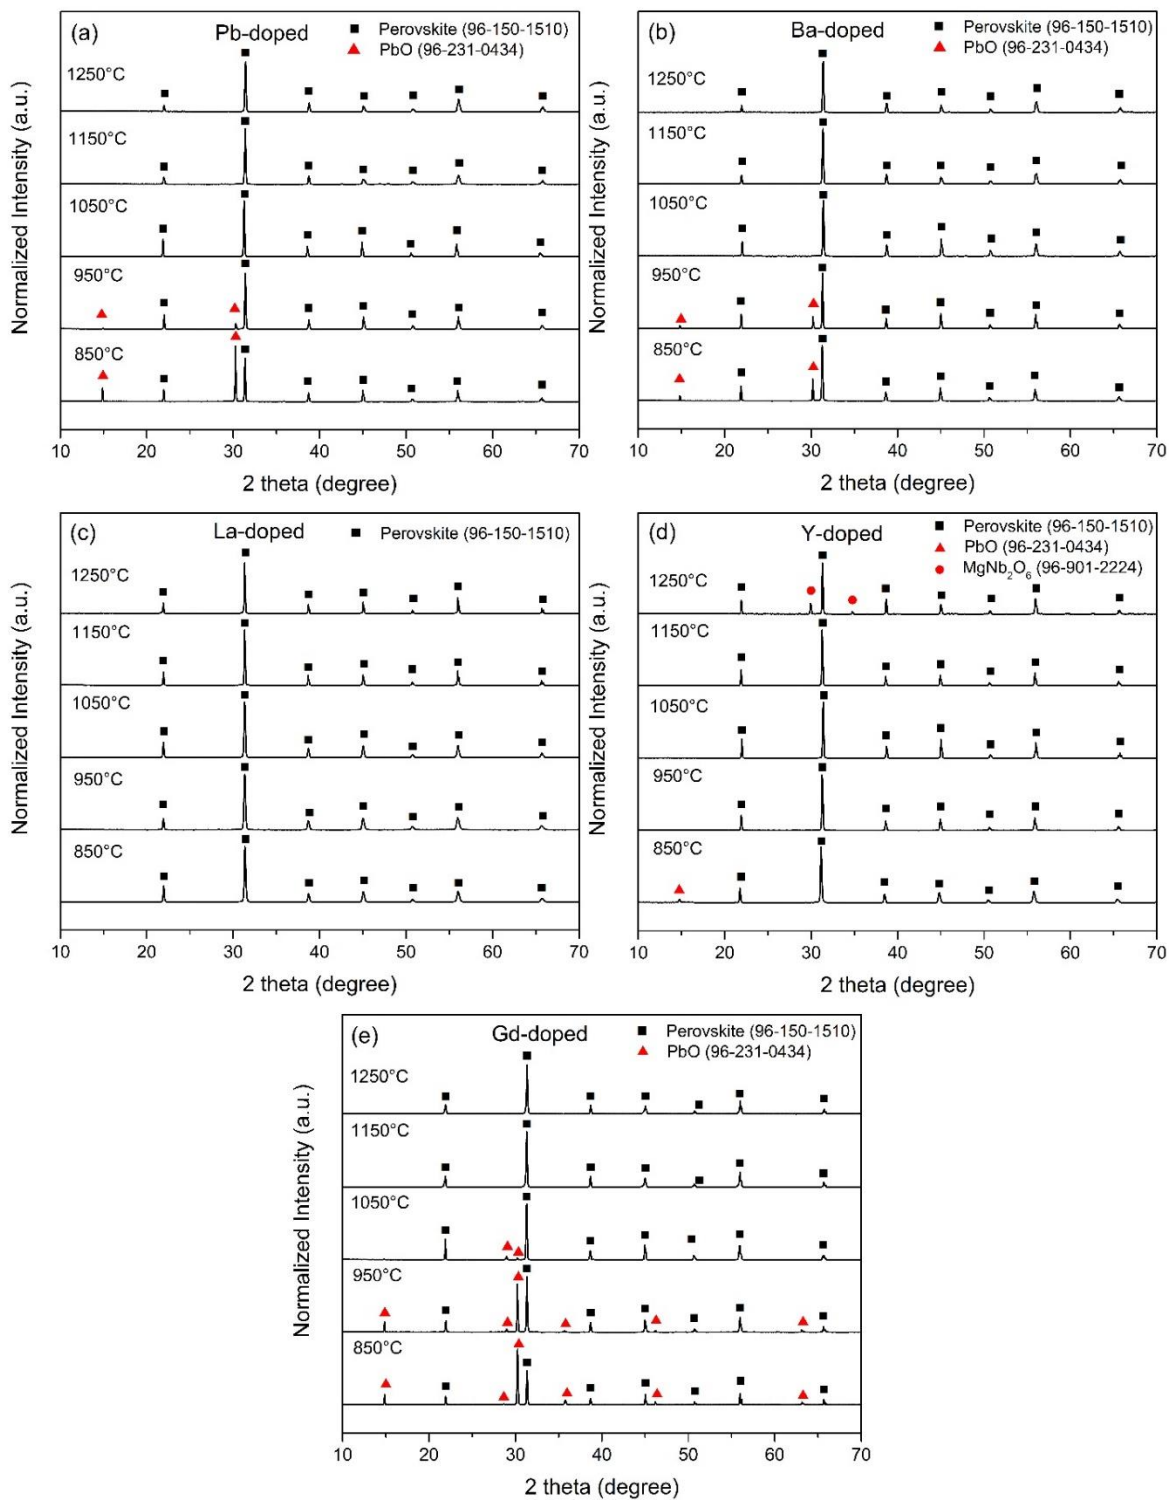 (a)
Pb-doped
Perovskite (96-150-1510)
PbO (96-231-0434)
1250°C
1150°C
1050°C
950°C
850°C
Normalized Intensity (a.u.)
10 20 30 40 50 60 70
2 theta (degree)
(b)
Ba-doped
Perovskite (96-150-1510)
PbO (96-231-0434)
1250°C
1150°C
1050°C
950°C
850°C
Normalized Intensity (a.u.)
10 20 30 40 50 60 70
2 theta (degree)
(c)
La-doped
Perovskite (96-150-1510)
1250°C
1150°C
1050°C
950°C
850°C
Normalized Intensity (a.u.)
10 20 30 40 50 60 70
2 theta (degree)
(d)
Y-doped
Perovskite (96-150-1510)
PbO (96-231-0434)
MgNb₂O₆ (96-901-2224)
1250°C
1150°C
1050°C
950°C
850°C
Normalized Intensity (a.u.)
10 20 30 40 50 60 70
2 theta (degree)
(e)
Gd-doped
Perovskite (96-150-1510)
PbO (96-231-0434)
1250°C
1150°C
1050°C
950°C
850°C
Normalized Intensity (a.u.)
10 20 30 40 50 60 70
2 theta (degree)